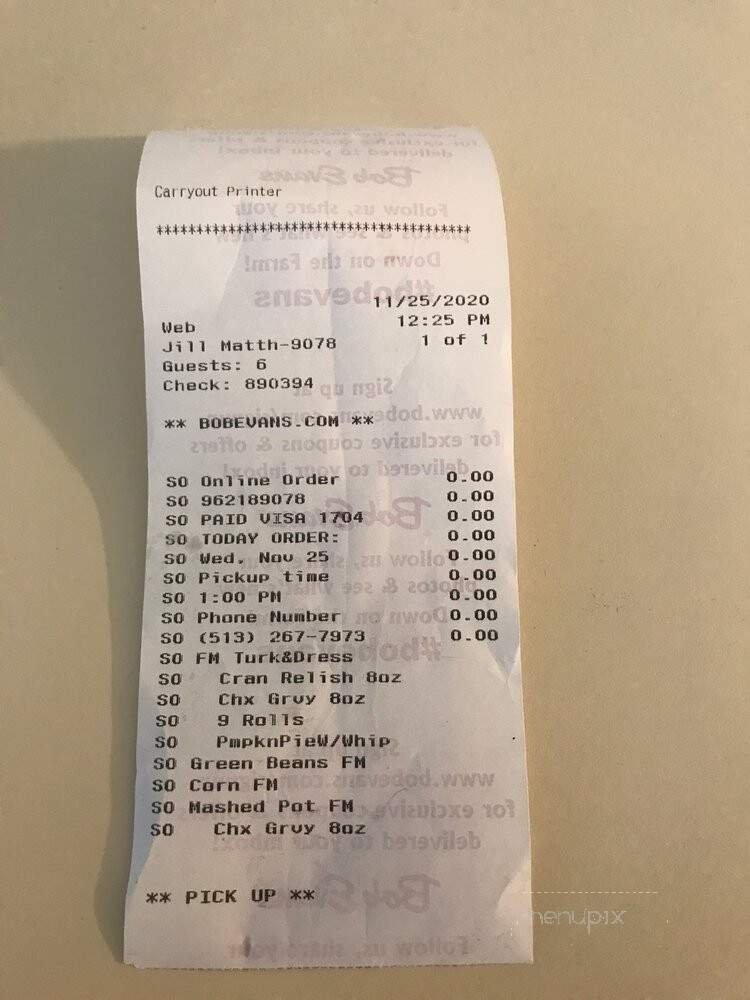 Carryout Printer
****************************************
11/25/2020
Web 12:25 PM
Jill Matth-9078 1 of 1
Guests: 6
Check: 890394
** BOBEVANS.COM **
SO Online Order 0.00
SO 962189078 0.00
SO PAID VISA 1704 0.00
SO TODAY ORDER: 0.00
SO Wed, Nov 25 0.00
SO Pickup time 0.00
SO 1:00 PM 0.00
SO Phone Number 0.00
SO (513) 267-7973 0.00
SO FM Turk&Dress
SO Cran Relish 8oz
SO Chx Grvy 8oz
SO 9 Rolls
SO PmpknPieW/Whip
SO Green Beans FM
SO Corn FM
SO Mashed Pot FM
SO Chx Grvy 8oz
** PICK UP **
menupix